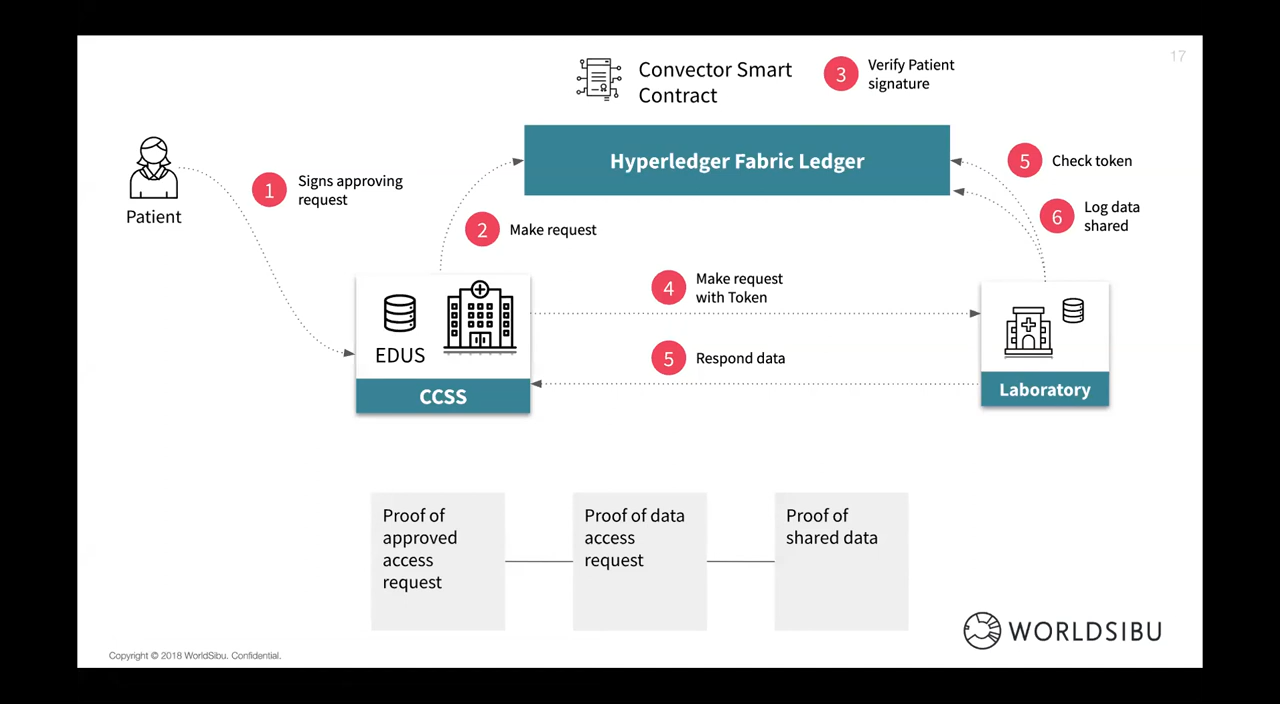 17
Convector Smart
Contract
3
Verify Patient
signature
Hyperledger Fabric Ledger
Patient
1
Signs approving
request
2
Make request
5
Check token
6
Log data
shared
4
Make request
with Token
5
Respond data
EDUS
CCSS
Laboratory
Proof of
approved
access
request
Proof of data
access
request
Proof of
shared data
WORLDSIBU
Copyright © 2018 WorldSibu. Confidential.